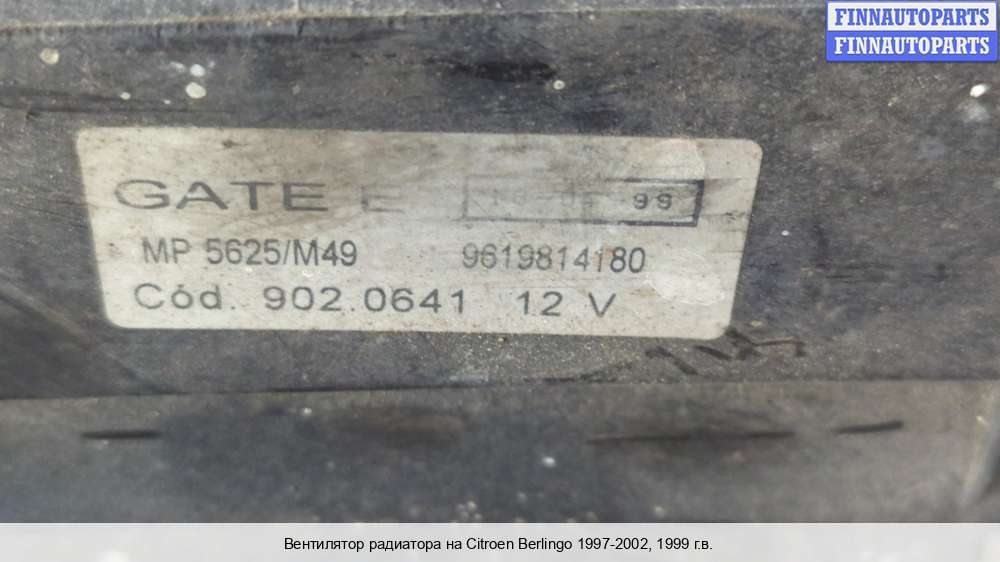 FINNAUTOPARTS
FINNAUTOPARTS
GATE E 99
MP 5625/M49 9619814180
Cód. 902.0641 12 V
Вентилятор радиатора на Citroen Berlingo 1997-2002, 1999 г.в.